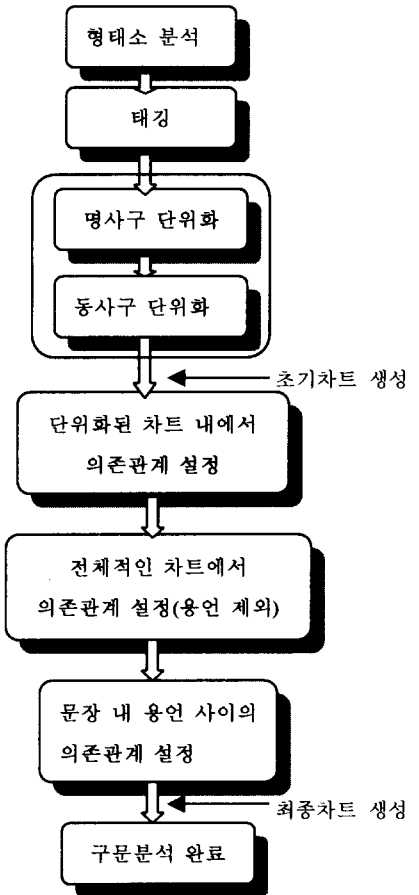 형태소 분석
태깅
명사구 단위화
동사구 단위화
초기차트 생성
단위화된 차트 내에서
의존관계 설정
전체적인 차트에서
의존관계 설정(용언 제외)
문장 내 용언 사이의
의존관계 설정
최종차트 생성
구문분석 완료